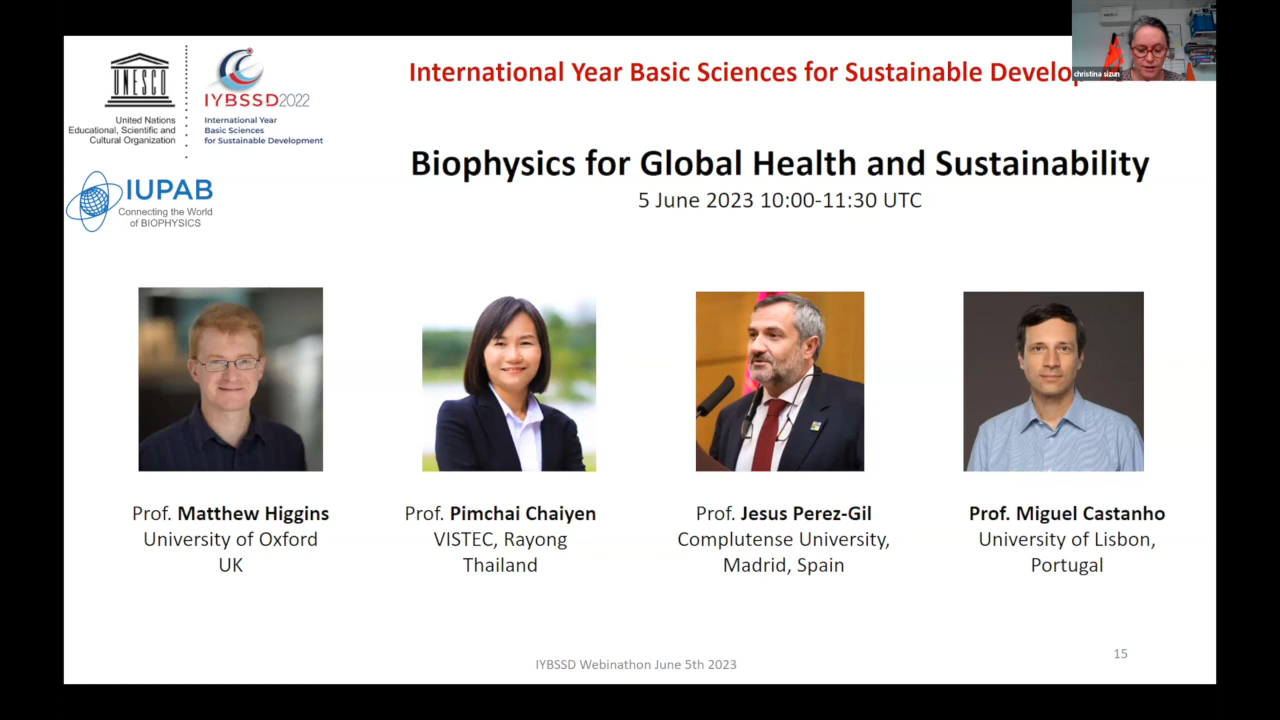 UNESCO
United Nations
Educational, Scientific and
Cultural Organization
IYBSSD2022
International Year
Basic Sciences
for Sustainable Development
IUPAB
Connecting the World
of BIOPHYSICS
International Year Basic Sciences for Sustainable Develop
christina sizun
Biophysics for Global Health and Sustainability
5 June 2023 10:00-11:30 UTC
Prof. Matthew Higgins
University of Oxford
UK
Prof. Pimchai Chaiyen
VISTEC, Rayong
Thailand
Prof. Jesus Perez-Gil
Complutense University,
Madrid, Spain
Prof. Miguel Castanho
University of Lisbon,
Portugal
IYBSSD Webinathon June 5th 2023
15